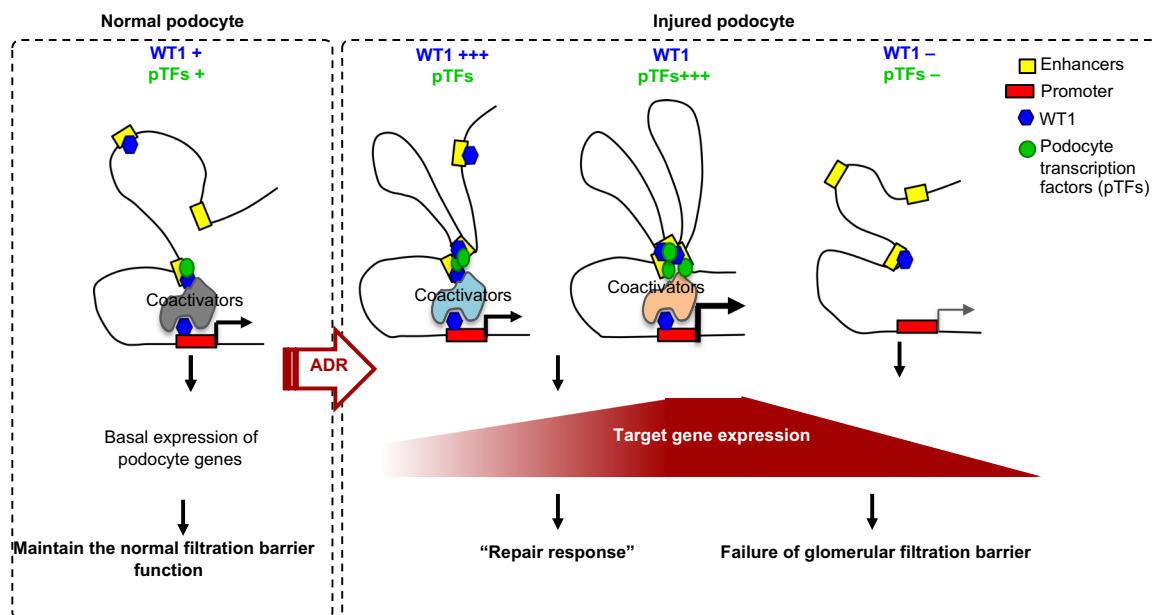 Normal podocyte
Injured podocyte
WT1 +
pTFs +
WT1 +++
pTFs
WT1
pTFs+++
WT1 –
pTFs –
Enhancers
Promoter
WT1
Podocyte
transcription
factors (pTFs)
Coactivators
Coactivators
Coactivators
ADR
Basal expression of
podocyte genes
Target gene expression
Maintain the normal filtration barrier
function
“Repair response”
Failure of glomerular filtration barrier